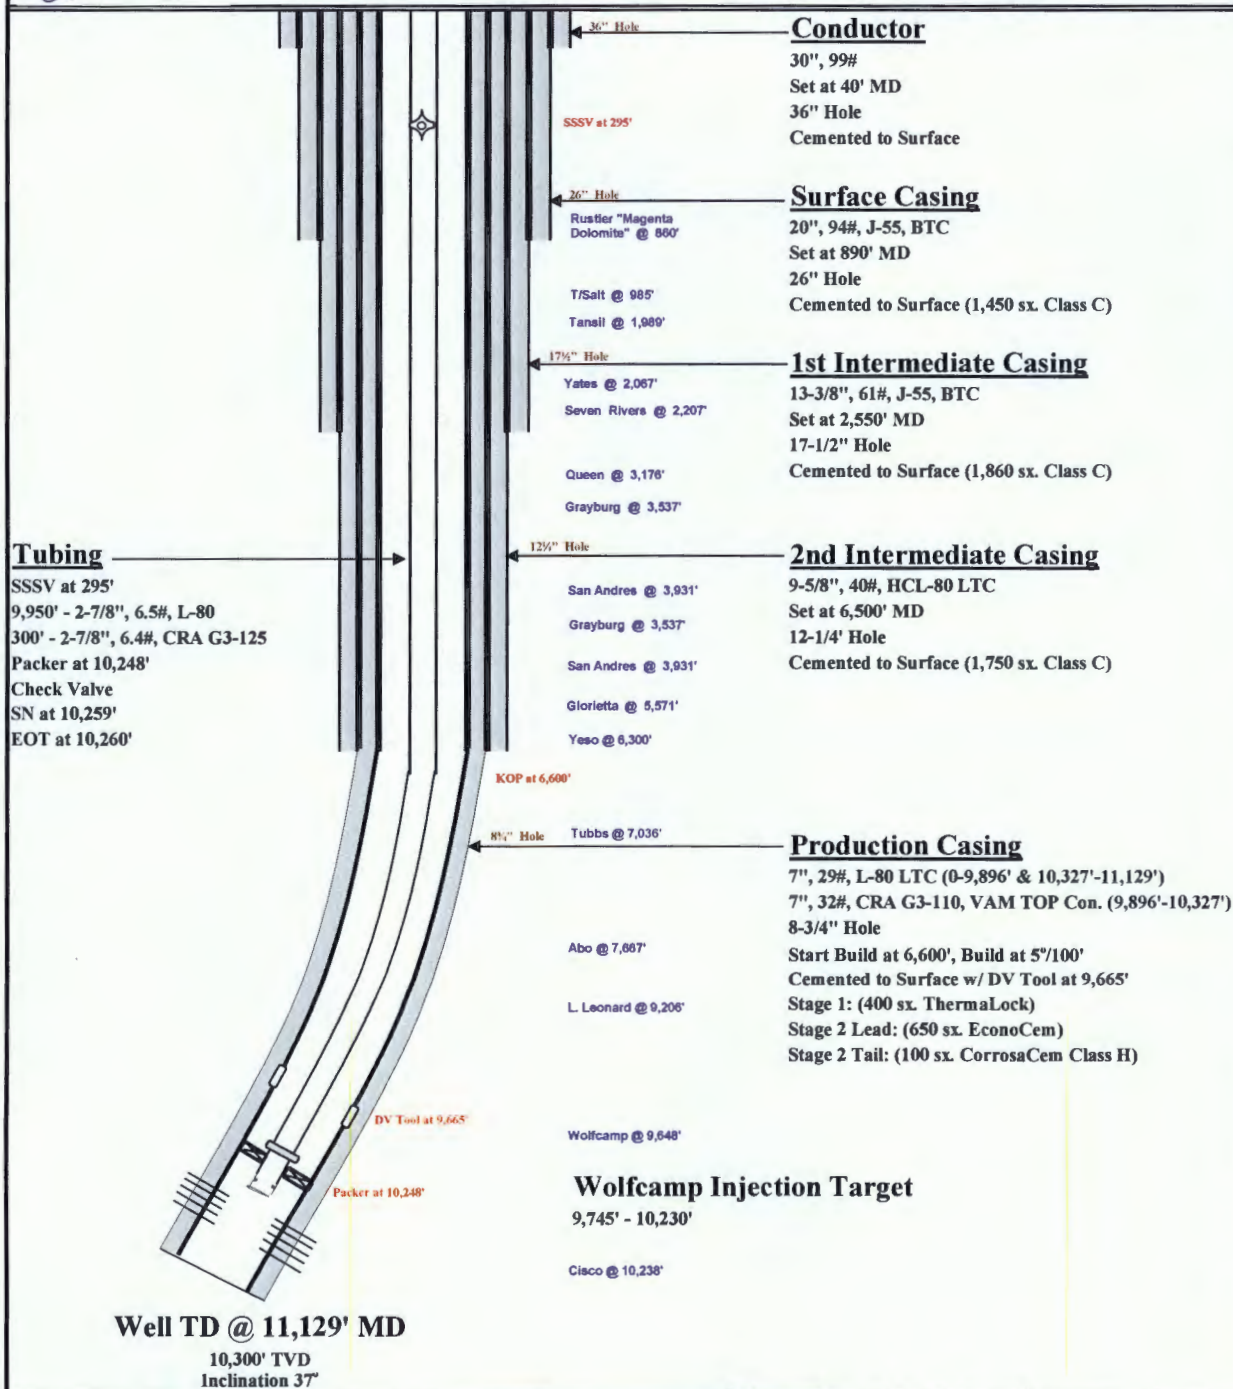 36" Hole
Conductor
30", 99#
Set at 40' MD
36" Hole
Cemented to Surface
SSSV at 295'
26" Hole
Rustler "Magenta
Dolomite" @ 860'
Surface Casing
20", 94#, J-55, BTC
Set at 890' MD
26" Hole
Cemented to Surface (1,450 sx. Class C)
T/Salt @ 985'
Tansil @ 1,989'
17½" Hole
1st Intermediate Casing
13-3/8", 61#, J-55, BTC
Set at 2,550' MD
17-1/2" Hole
Cemented to Surface (1,860 sx. Class C)
Yates @ 2,067'
Seven Rivers @ 2,207'
Queen @ 3,176'
Grayburg @ 3,537'
Tubing
SSSV at 295'
9,950' - 2-7/8", 6.5#, L-80
300' - 2-7/8", 6.4#, CRA G3-125
Packer at 10,248'
Check Valve
SN at 10,259'
EOT at 10,260'
12¼" Hole
2nd Intermediate Casing
9-5/8", 40#, HCL-80 LTC
Set at 6,500' MD
12-1/4' Hole
Cemented to Surface (1,750 sx. Class C)
San Andres @ 3,931'
Grayburg @ 3,537'
San Andres @ 3,931'
Glorietta @ 5,571'
Yeso @ 6,300'
KOP at 6,600'
8¾" Hole
Tubbs @ 7,036'
Production Casing
7", 29#, L-80 LTC (0-9,896' & 10,327'-11,129')
7", 32#, CRA G3-110, VAM TOP Con. (9,896'-10,327')
8-3/4" Hole
Start Build at 6,600', Build at 5°/100'
Cemented to Surface w/ DV Tool at 9,665'
Stage 1: (400 sx. ThermaLock)
Stage 2 Lead: (650 sx. EconoCem)
Stage 2 Tail: (100 sx. CorrosaCem Class H)
Abo @ 7,667'
L. Leonard @ 9,206'
DV Tool at 9,665'
Wolfcamp @ 9,648'
Packer at 10,248'
Wolfcamp Injection Target
9,745' - 10,230'
Cisco @ 10,238'
Well TD @ 11,129' MD
10,300' TVD
Inclination 37°